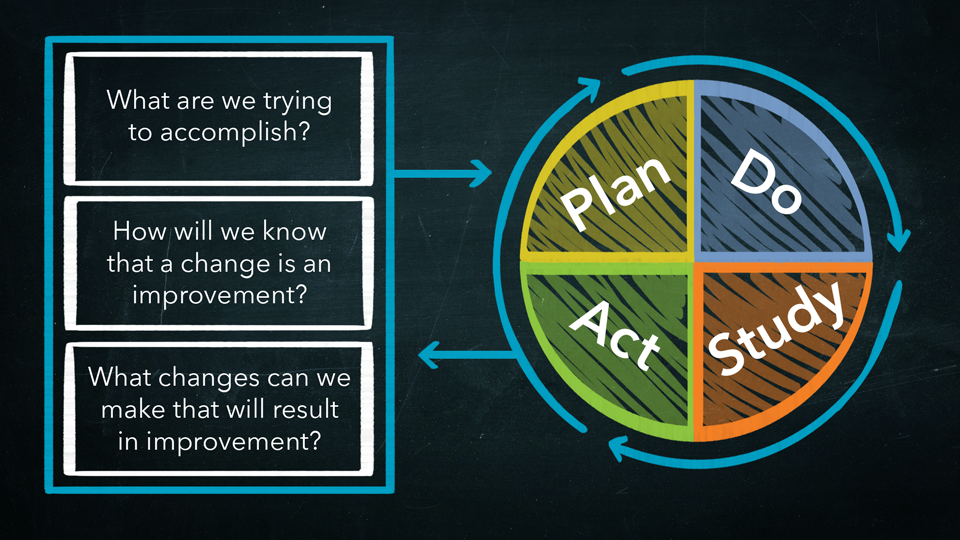 What are we trying
to accomplish?
How will we know
that a change is an
improvement?
What changes can we
make that will result
in improvement?
Plan
Do
Act
Study